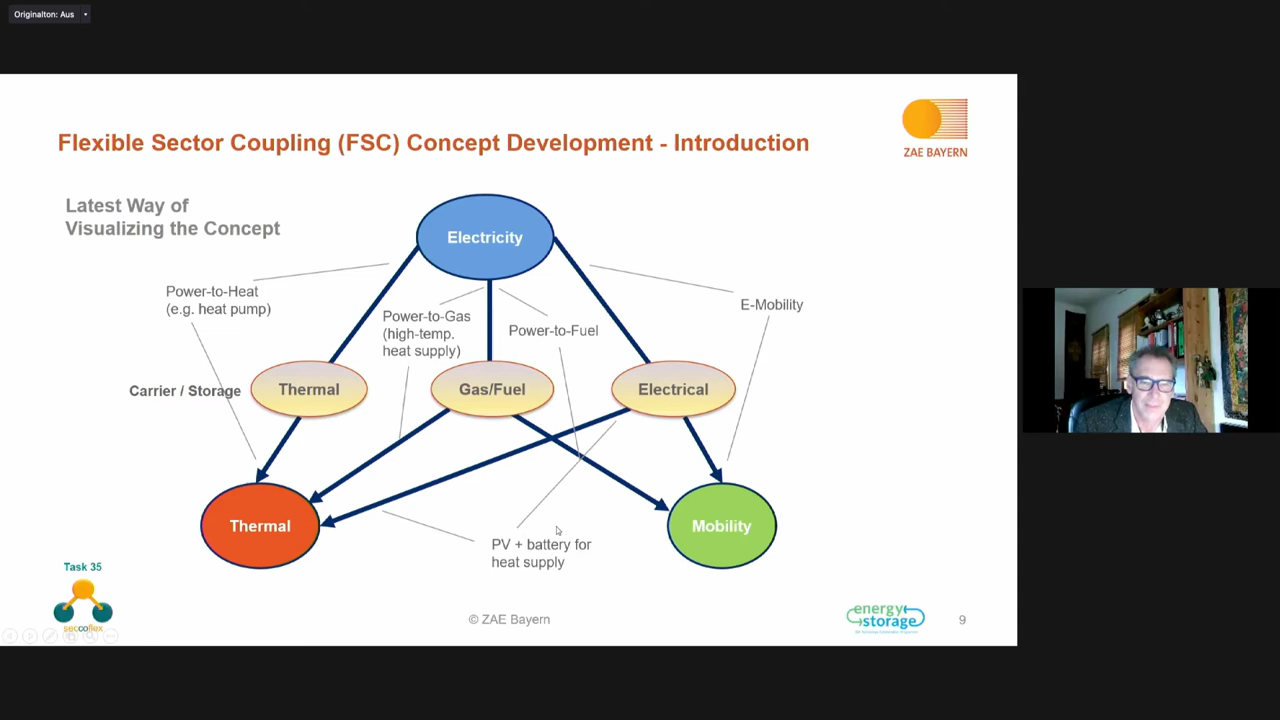 Originalton: Aus
Flexible Sector Coupling (FSC) Concept Development - Introduction
ZAE BAYERN
Latest Way of
Visualizing the Concept
Electricity
Power-to-Heat
(e.g. heat pump)
Power-to-Gas
(high-temp.
heat supply)
Power-to-Fuel
E-Mobility
Carrier / Storage
Thermal
Gas/Fuel
Electrical
Thermal
Mobility
PV + battery for
heat supply
Task 35
seccoflex
© ZAE Bayern
energy
storage
9